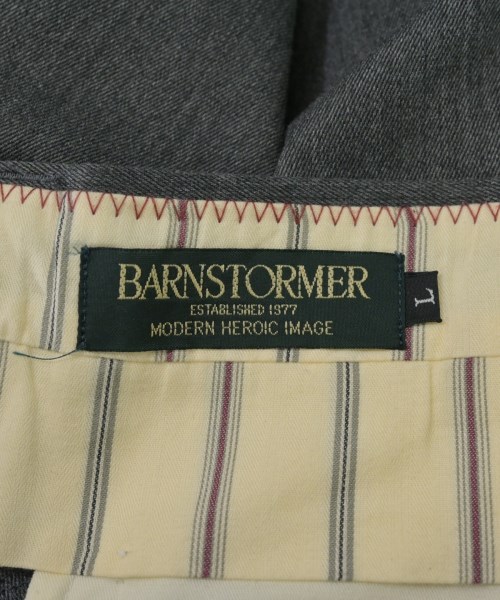 BARNSTORMER
ESTABLISHED 1977
MODERN HEROIC IMAGE
L